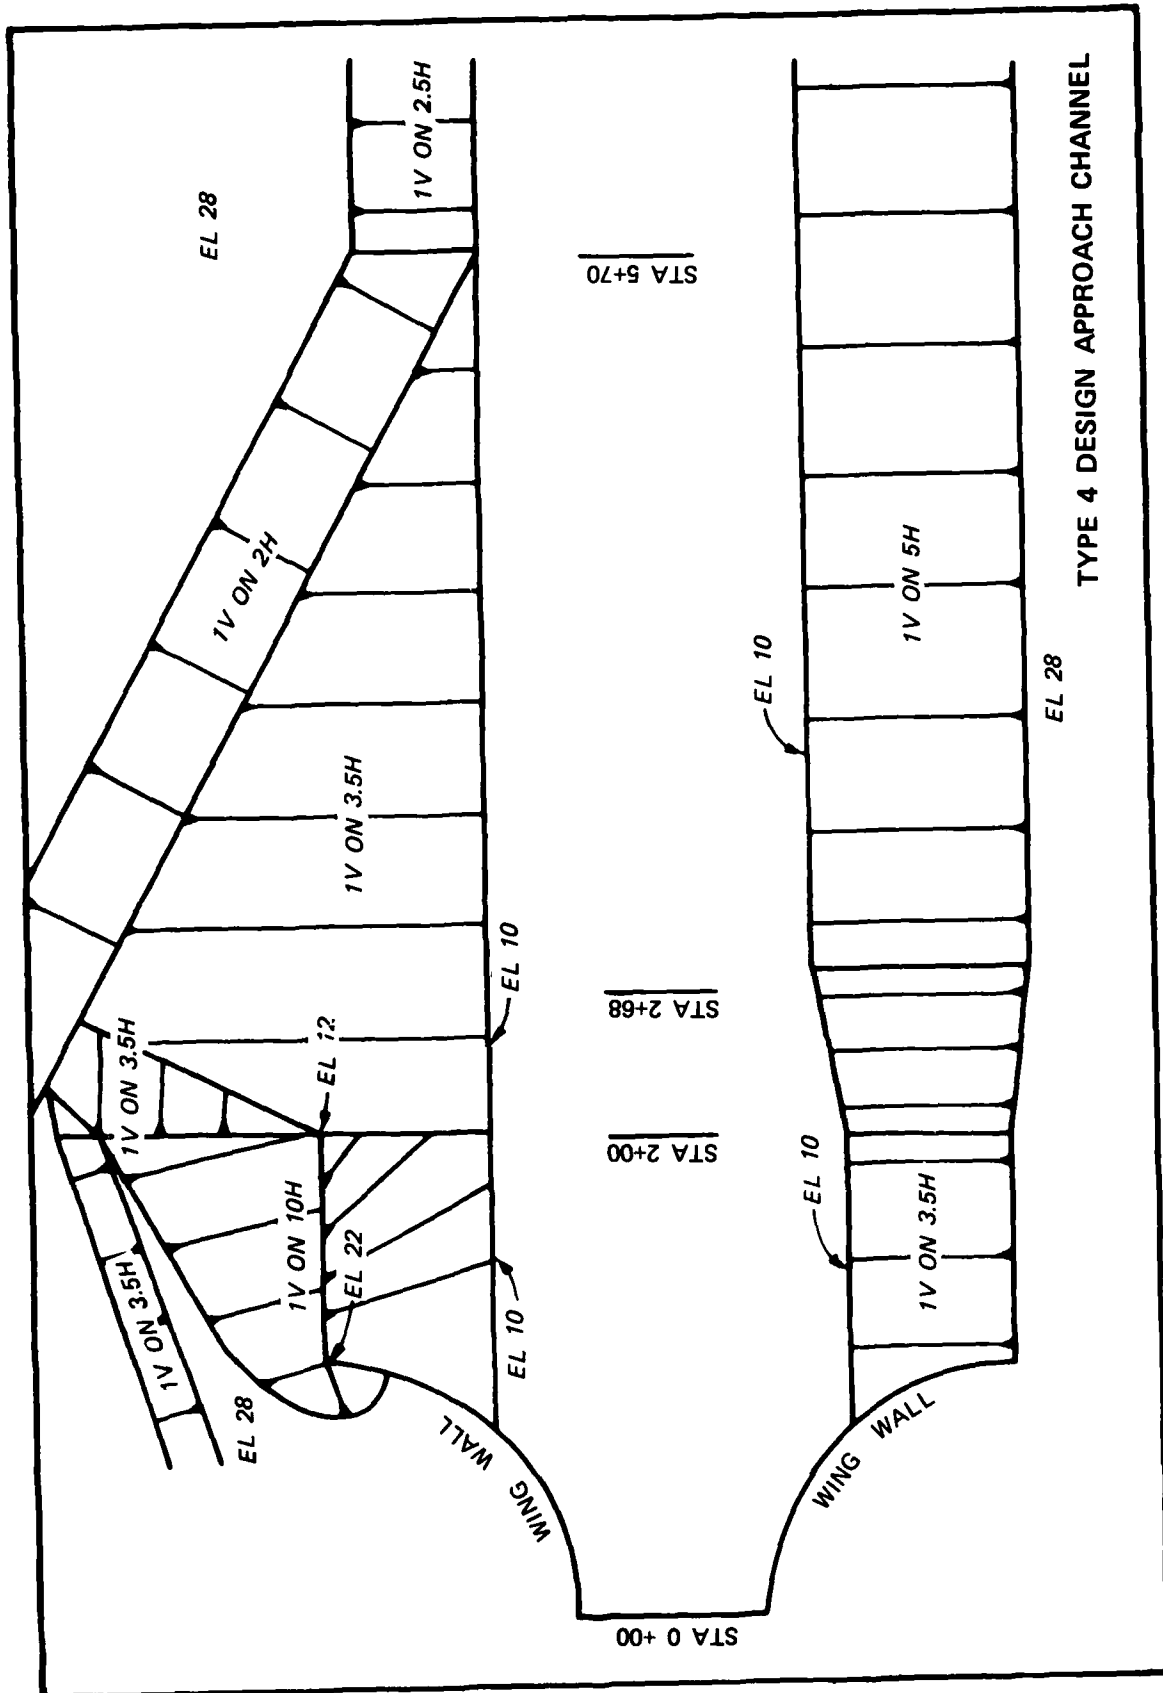 EL 28
1V ON 2.5H
1V ON 2H
STA 5+70
1V ON 3.5H
EL 10
1V ON 3.5H
EL 12
STA 2+68
STA 2+00
1V ON 10H
EL 22
1V ON 3.5H
EL 28
EL 10
WING WALL
STA 0 +00
WING WALL
EL 10
1V ON 3.5H
EL 10
1V ON 5H
EL 28
TYPE 4 DESIGN APPROACH CHANNEL